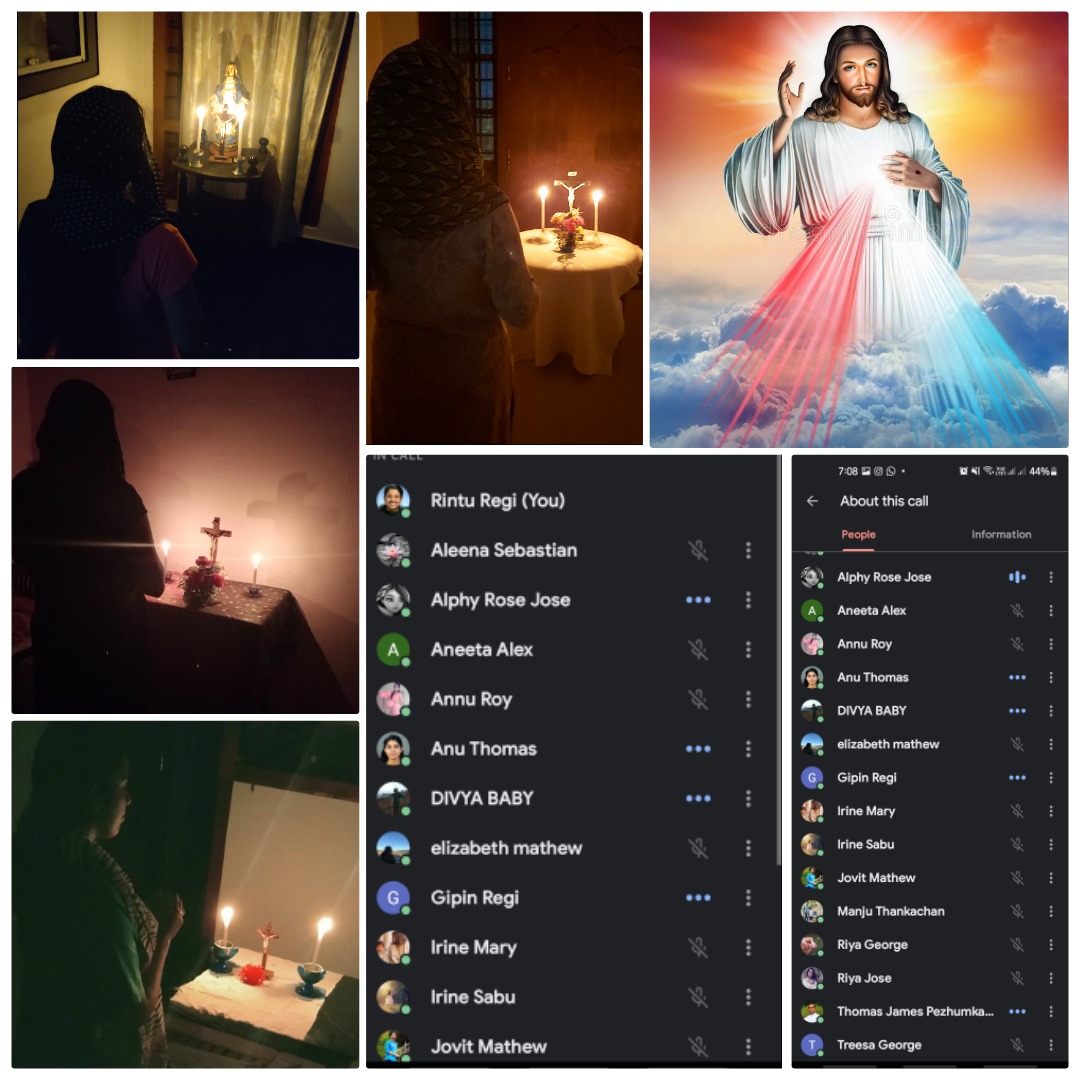 IN CALL
Rintu Regi (You)
Aleena Sebastian
Alphy Rose Jose
A Aneeta Alex
Annu Roy
Anu Thomas
DIVYA BABY
elizabeth mathew
G Gipin Regi
Irine Mary
Irine Sabu
Jovit Mathew
7:08 44%
About this call
People Information
Alphy Rose Jose
A Aneeta Alex
Annu Roy
Anu Thomas
DIVYA BABY
elizabeth mathew
G Gipin Regi
Irine Mary
Irine Sabu
Jovit Mathew
Manju Thankachan
Riya George
Riya Jose
Thomas James Pezhumka...
T Treesa George